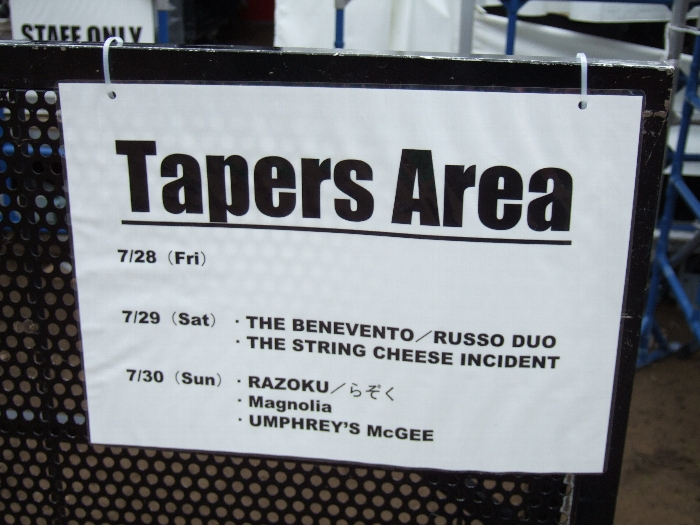 STAFF ONLY
Tapers Area
7/28 (Fri)
7/29 (Sat) ・THE BENEVENTO／RUSSO DUO
・THE STRING CHEESE INCIDENT
7/30 (Sun) ・RAZOKU／らぞく
・Magnolia
・UMPHREY'S McGEE